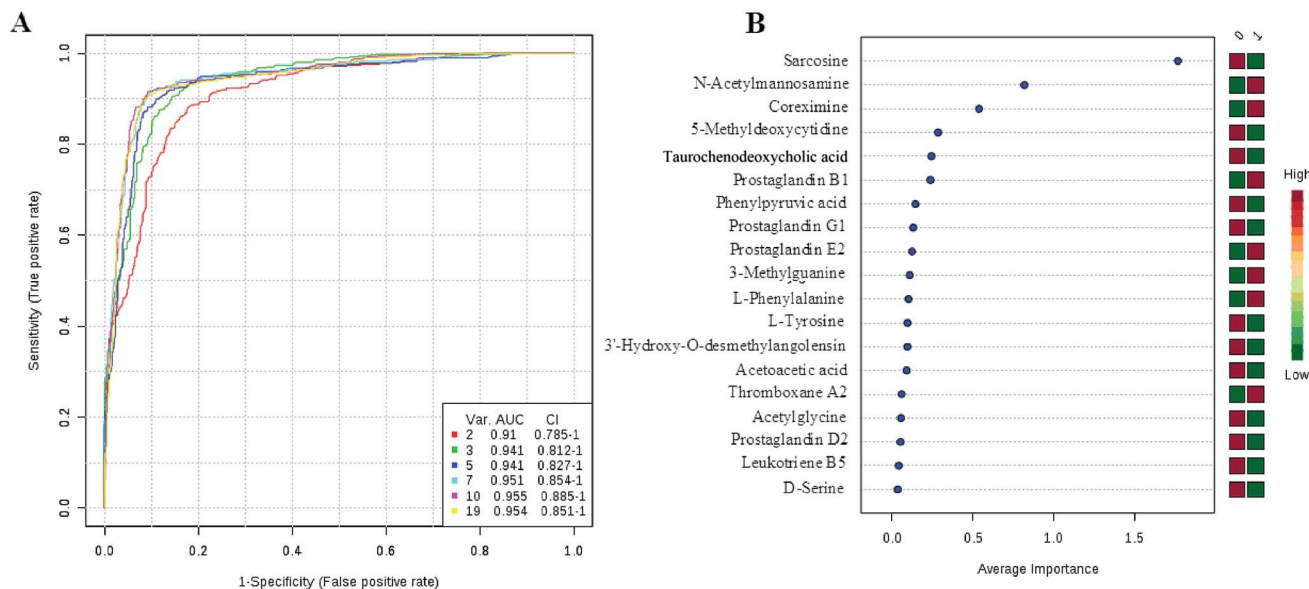 A
Sensitivity (True positive rate)
1.0
0.8
0.6
0.4
0.2
0.0
Var. AUC CI
2 0.91 0.785-1
3 0.941 0.812-1
5 0.941 0.827-1
7 0.951 0.854-1
10 0.955 0.885-1
19 0.954 0.851-1
0.0 0.2 0.4 0.6 0.8 1.0
1-Specificity (False positive rate)
B
0 1
Sarcosine
N-Acetylmannosamine
Coreximine
5-Methyldeoxycytidine
Taurochenodeoxycholic acid
Prostaglandin B1
Phenylpyruvic acid
Prostaglandin G1
Prostaglandin E2
3-Methylguanine
L-Phenylalanine
L-Tyrosine
3'-Hydroxy-O-desmethylangolensin
Acetoacetic acid
Thromboxane A2
Acetylglycine
Prostaglandin D2
Leukotriene B5
D-Serine
0.0 0.5 1.0 1.5
Average Importance
High
Low